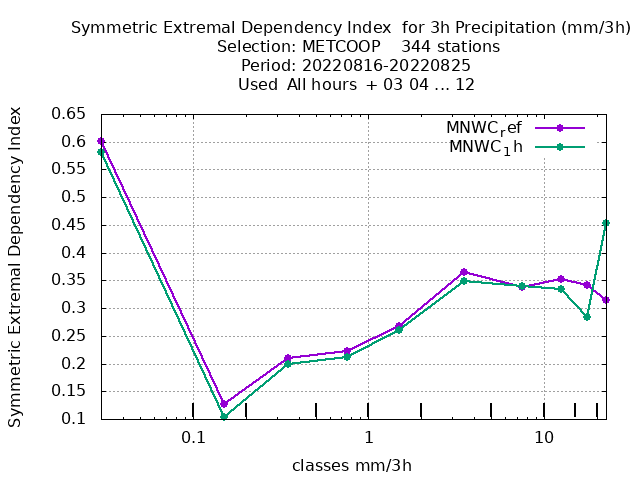 Symmetric Extremal Dependency Index  for 3h Precipitation (mm/3h)
Selection: METCOOP    344 stations
Period: 20220816-20220825
Used  All hours  + 03 04 ... 12
Symmetric Extremal Dependency Index
0.65
0.6
0.55
0.5
0.45
0.4
0.35
0.3
0.25
0.2
0.15
0.1
MNWCref
MNWC1h
0.1
1
10
classes mm/3h